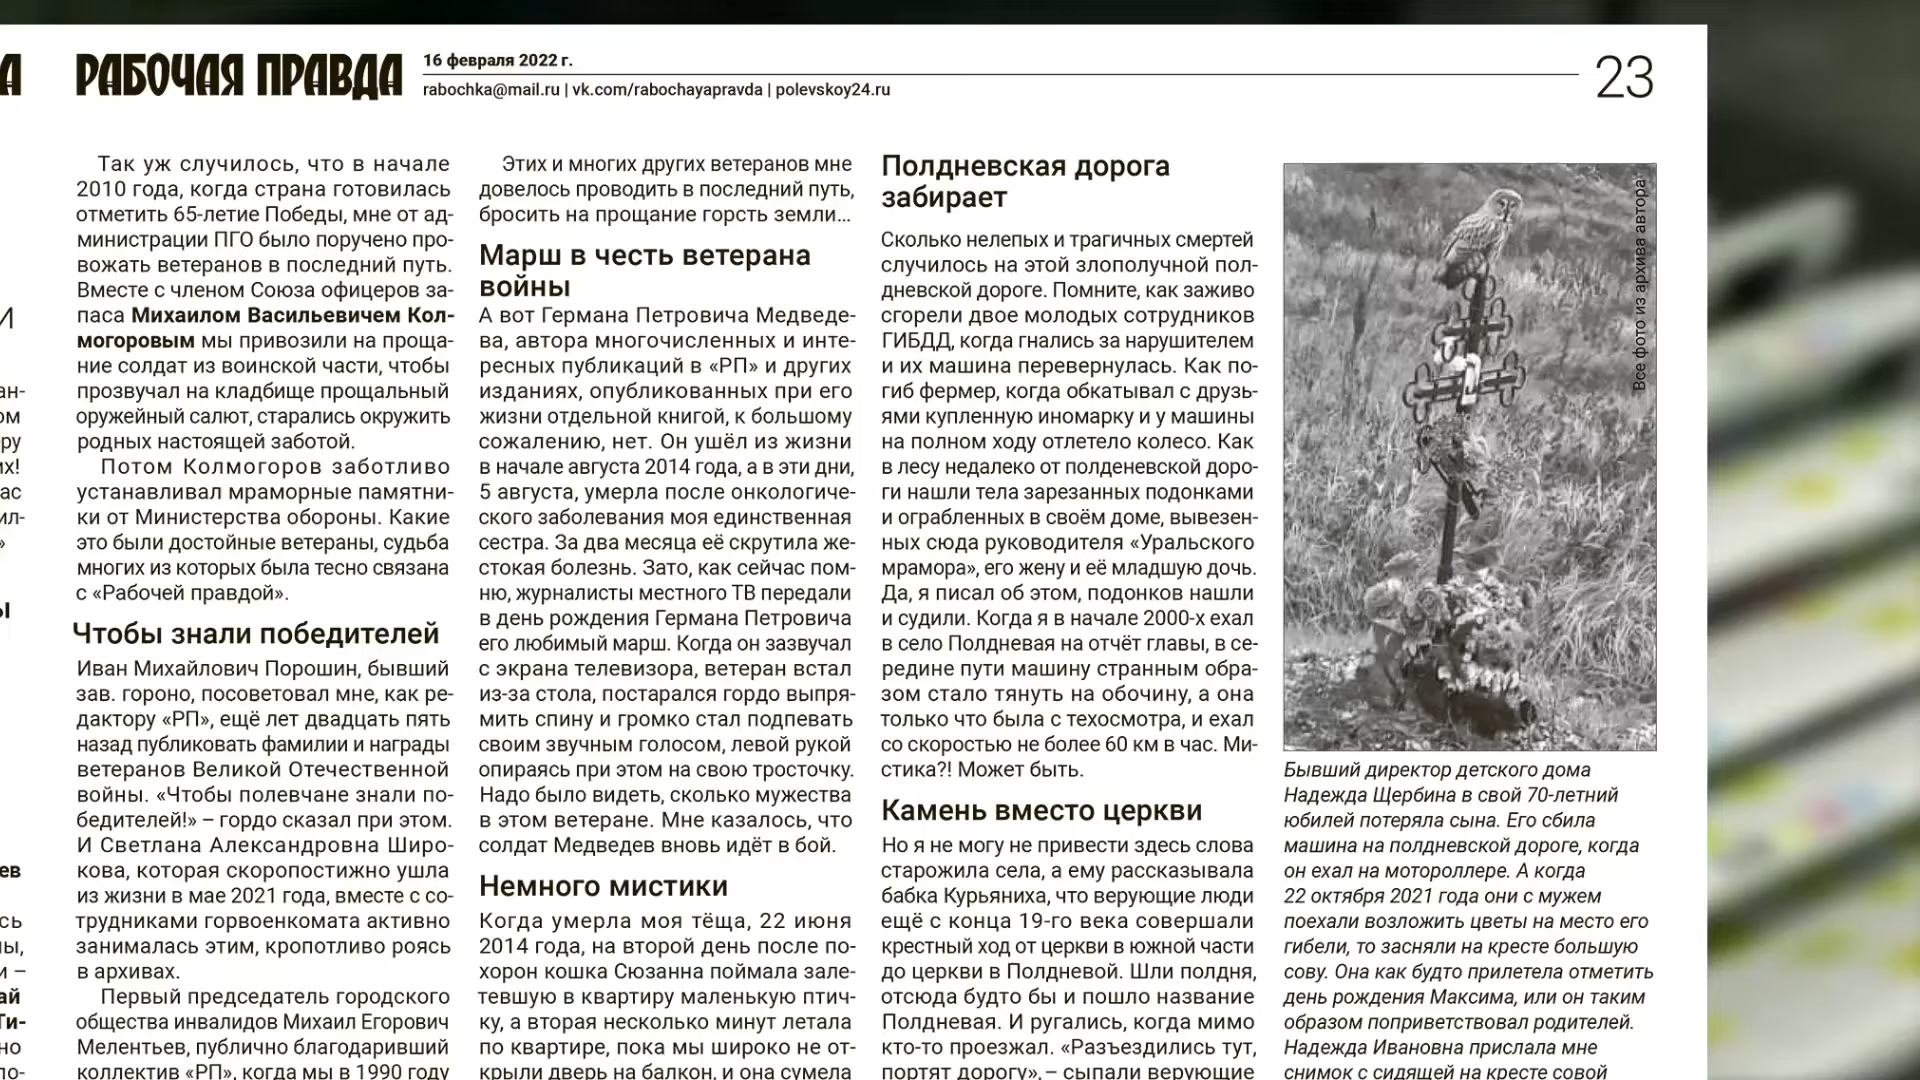 РАБОЧАЯ ПРАВДА
16 февраля 2022 г.
rabochka@mail.ru | vk.com/rabochayapravda | polevskoy24.ru
23
Так уж случилось, что в начале
2010 года, когда страна готовилась
отметить 65-летие Победы, мне от ад-
министрации ПГО было поручено про-
вожать ветеранов в последний путь.
Вместе с членом Союза офицеров за-
паса Михаилом Васильевичем Кол-
могоровым мы привозили на проща-
ние солдат из воинской части, чтобы
прозвучал на кладбище прощальный
оружейный салют, старались окружить
родных настоящей заботой.
Потом Колмогоров заботливо
устанавливал мраморные памятни-
ки от Министерства обороны. Какие
это были достойные ветераны, судьба
многих из которых была тесно связана
с «Рабочей правдой».
Чтобы знали победителей
Иван Михайлович Порошин, бывший
зав. гороно, посоветовал мне, как ре-
дактору «РП», ещё лет двадцать пять
назад публиковать фамилии и награды
ветеранов Великой Отечественной
войны. «Чтобы полевчане знали по-
бедителей!» – гордо сказал при этом.
И Светлана Александровна Широ-
кова, которая скоропостижно ушла
из жизни в мае 2021 года, вместе с со-
трудниками горвоенкомата активно
занималась этим, кропотливо роясь
в архивах.
Первый председатель городского
общества инвалидов Михаил Егорович
Мелентьев, публично благодаривший
коллектив «РП», когда мы в 1990 году
Этих и многих других ветеранов мне
довелось проводить в последний путь,
бросить на прощание горсть земли...
Марш в честь ветерана
войны
А вот Германа Петровича Медведе-
ва, автора многочисленных и инте-
ресных публикаций в «РП» и других
изданиях, опубликованных при его
жизни отдельной книгой, к большому
сожалению, нет. Он ушёл из жизни
в начале августа 2014 года, а в эти дни,
5 августа, умерла после онкологиче-
ского заболевания моя единственная
сестра. За два месяца её скрутила же-
стокая болезнь. Зато, как сейчас пом-
ню, журналисты местного ТВ передали
в день рождения Германа Петровича
его любимый марш. Когда он зазвучал
с экрана телевизора, ветеран встал
из-за стола, постарался гордо выпря-
мить спину и громко стал подпевать
своим звучным голосом, левой рукой
опираясь при этом на свою тросточку.
Надо было видеть, сколько мужества
в этом ветеране. Мне казалось, что
солдат Медведев вновь идёт в бой.
Немного мистики
Когда умерла моя тёща, 22 июня
2014 года, на второй день после по-
хорон кошка Сюзанна поймала зале-
тевшую в квартиру маленькую птич-
ку, а вторая несколько минут летала
по квартире, пока мы широко не от-
крыли дверь на балкон, и она сумела
Полдневская дорога
забирает
Сколько нелепых и трагичных смертей
случилось на этой злополучной пол-
дневской дороге. Помните, как заживо
сгорели двое молодых сотрудников
ГИБДД, когда гнались за нарушителем
и их машина перевернулась. Как по-
гиб фермер, когда обкатывал с друзь-
ями купленную иномарку и у машины
на полном ходу отлетело колесо. Как
в лесу недалеко от полденевской доро-
ги нашли тела зарезанных подонками
и ограбленных в своём доме, вывезен-
ных сюда руководителя «Уральского
мрамора», его жену и её младшую дочь.
Да, я писал об этом, подонков нашли
и судили. Когда я в начале 2000-х ехал
в село Полдневая на отчёт главы, в се-
редине пути машину странным обра-
зом стало тянуть на обочину, а она
только что была с техосмотра, и ехал
со скоростью не более 60 км в час. Ми-
стика?! Может быть.
Камень вместо церкви
Но я не могу не привести здесь слова
старожила села, а ему рассказывала
бабка Курьяниха, что верующие люди
ещё с конца 19-го века совершали
крестный ход от церкви в южной части
до церкви в Полдневой. Шли полдня,
отсюда будто бы и пошло название
Полдневая. И ругались, когда мимо
кто-то проезжал. «Разъездились тут,
портят дорогу», – сыпали верующие
Все фото из архива автора
Бывший директор детского дома
Надежда Щербина в свой 70-летний
юбилей потеряла сына. Его сбила
машина на полдневской дороге, когда
он ехал на мотороллере. А когда
22 октября 2021 года они с мужем
поехали возложить цветы на место его
гибели, то засняли на кресте большую
сову. Она как будто прилетела отметить
день рождения Максима, или он таким
образом поприветствовал родителей.
Надежда Ивановна прислала мне
снимок с сидящей на кресте совой